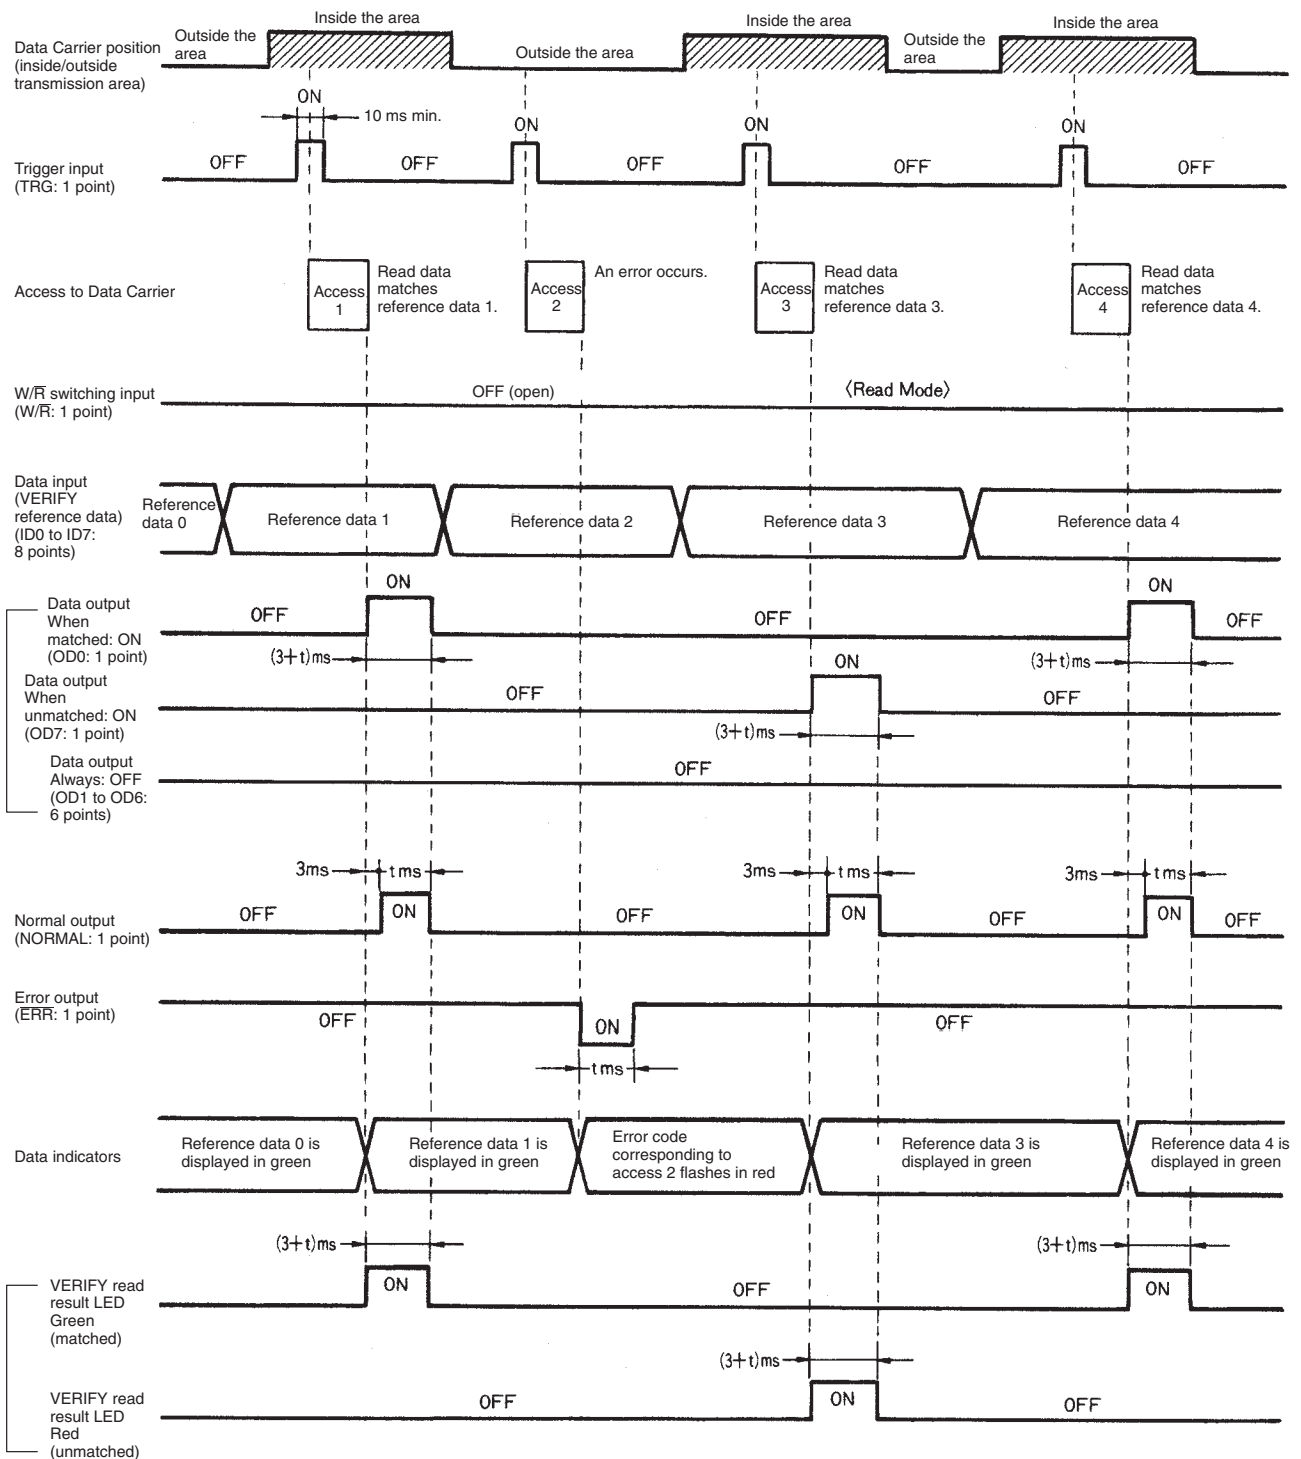 Inside the area
Inside the area
Inside the area
Outside the
area
Outside the area
Outside the
area
Data Carrier position
(inside/outside
transmission area)
ON
10 ms min.
ON
ON
ON
Trigger input
(TRG: 1 point)
OFF
OFF
OFF
OFF
OFF
Access to Data Carrier
Access
1
Read data
matches
reference data 1.
Access
2
An error occurs.
Access
3
Read data
matches
reference data 3.
Access
4
Read data
matches
reference data 4.
W/R̅ switching input
(W/R̅: 1 point)
OFF (open)
〈Read Mode〉
Data input
(VERIFY
reference data)
(ID0 to ID7:
8 points)
Reference
data 0
Reference data 1
Reference data 2
Reference data 3
Reference data 4
Data output
When
matched: ON
(OD0: 1 point)
OFF
ON
OFF
ON
OFF
(3+t)ms
(3+t)ms
Data output
When
unmatched: ON
(OD7: 1 point)
OFF
ON
OFF
(3+t)ms
Data output
Always: OFF
(OD1 to OD6:
6 points)
OFF
3ms
t ms
3ms
t ms
3ms
t ms
Normal output
(NORMAL: 1 point)
OFF
ON
OFF
ON
OFF
ON
OFF
Error output
(E̅R̅R̅: 1 point)
OFF
ON
OFF
t ms
Data indicators
Reference data 0 is
displayed in green
Reference data 1 is
displayed in green
Error code
corresponding to
access 2 flashes in red
Reference data 3 is
displayed in green
Reference data 4 is
displayed in green
(3+t)ms
(3+t)ms
VERIFY read
result LED
Green
(matched)
ON
OFF
ON
(3+t)ms
VERIFY read
result LED
Red
(unmatched)
OFF
ON
OFF